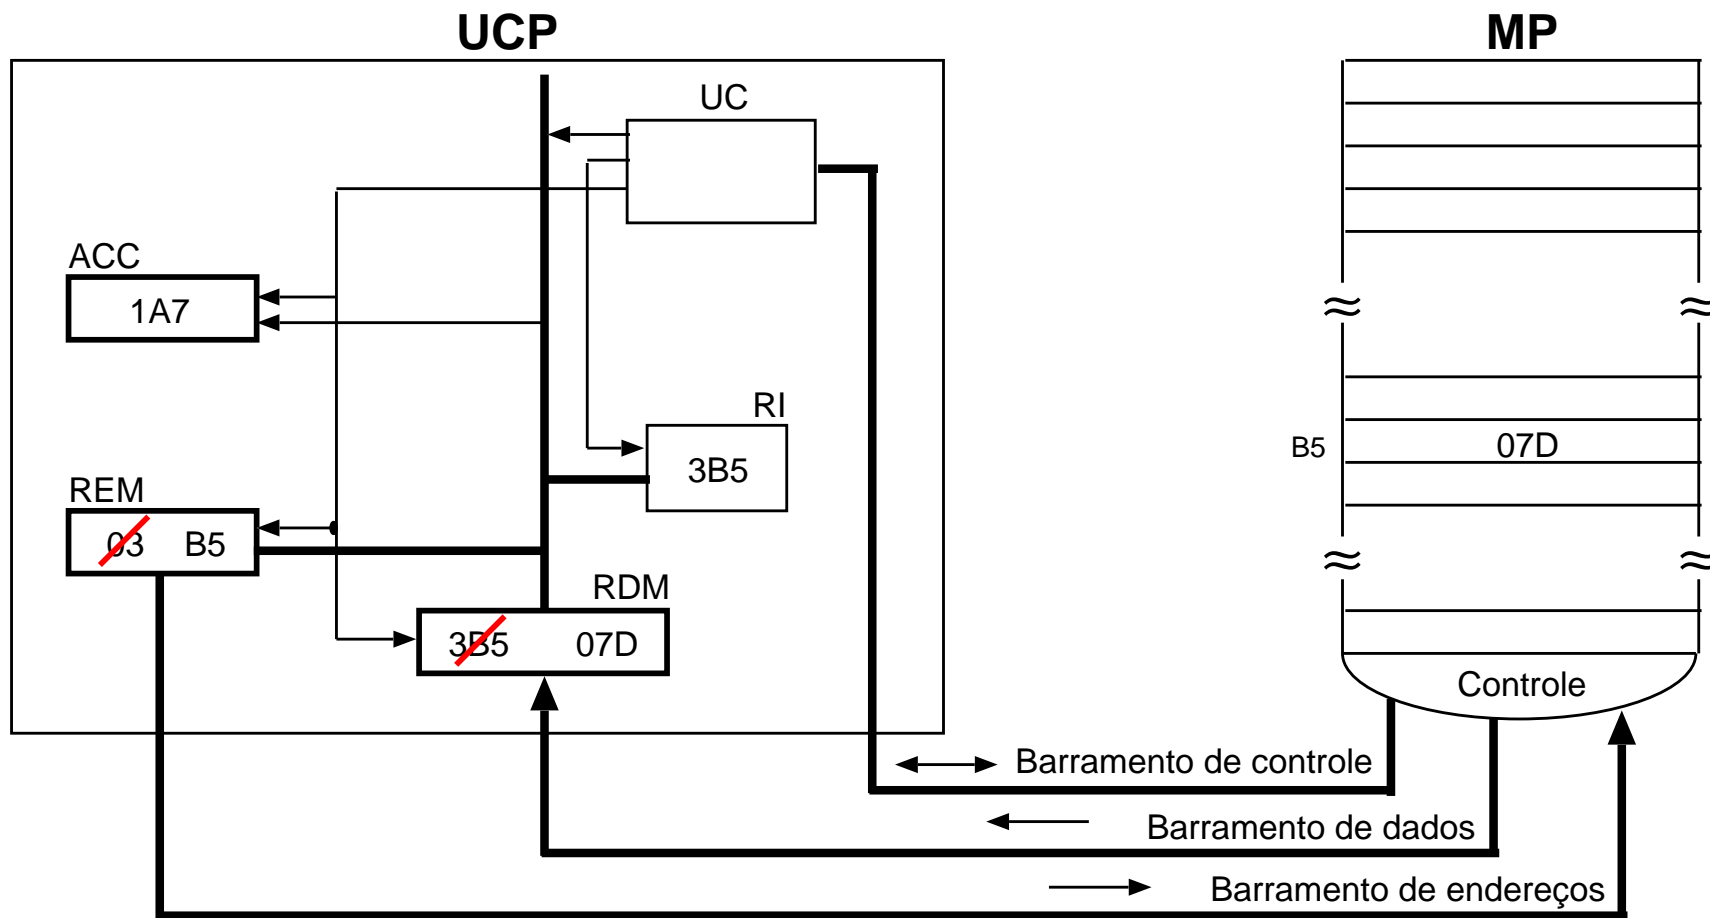 UCP
MP
UC
ACC
1A7
RI
3B5
B5
07D
REM
03 B5
RDM
3B5 07D
Controle
Barramento de controle
Barramento de dados
Barramento de endereços